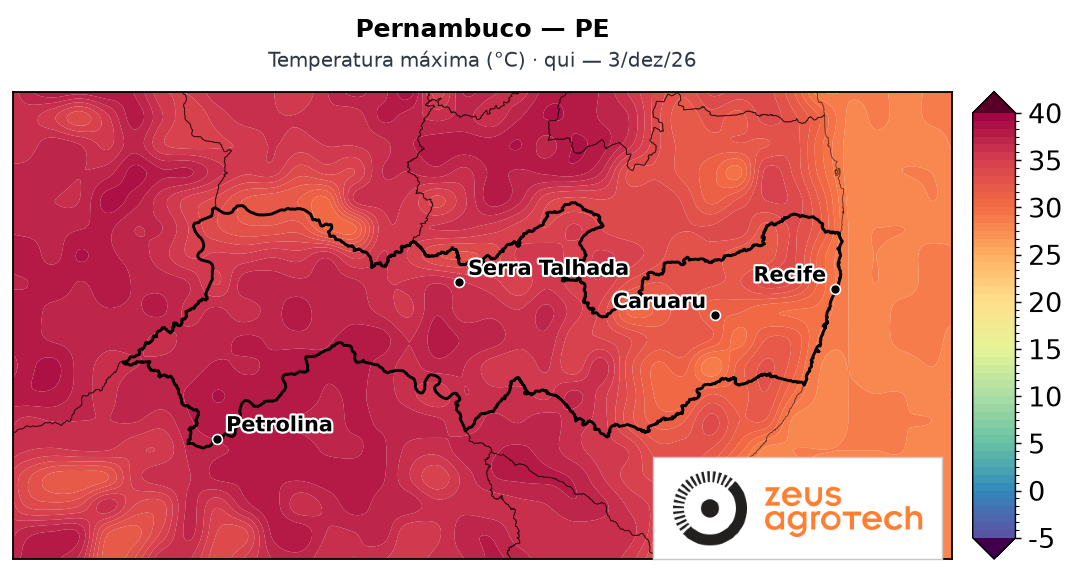 Pernambuco — PE
Temperatura máxima (°C) · qui — 3/dez/26
40
35
30
25
20
15
10
5
0
-5
Serra Talhada
Recife
Caruaru
Petrolina
zeus
agrotech